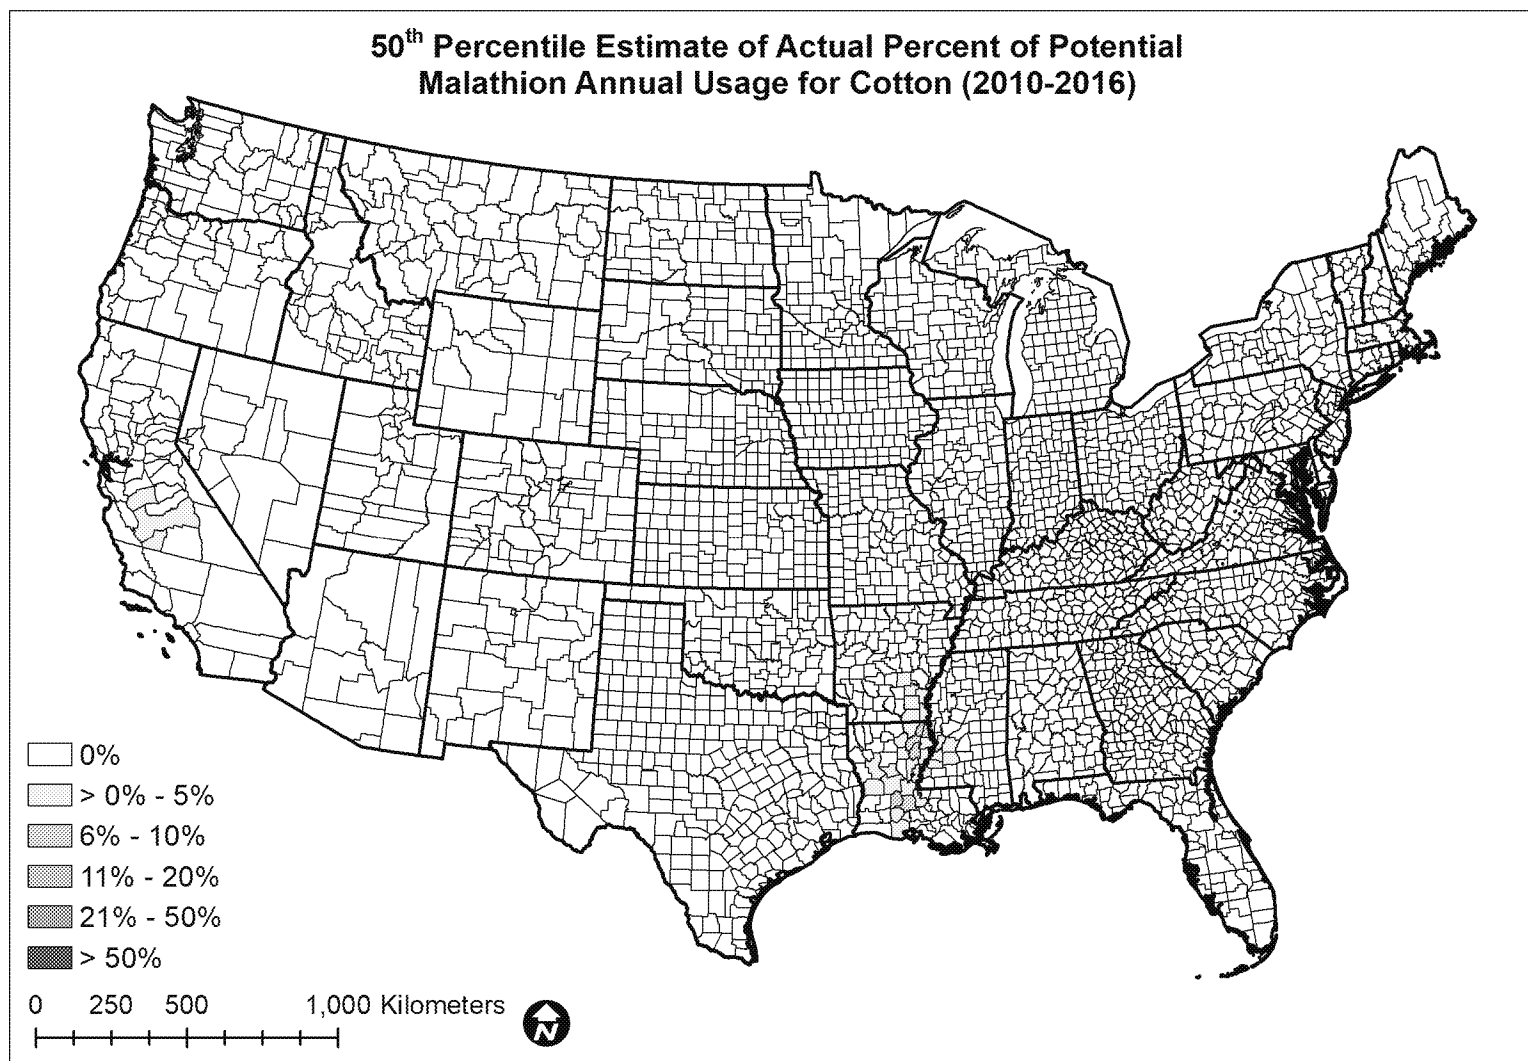 50th Percentile Estimate of Actual Percent of Potential
Malathion Annual Usage for Cotton (2010-2016)
0%
> 0% - 5%
6% - 10%
11% - 20%
21% - 50%
> 50%
0 250 500 1,000 Kilometers
N